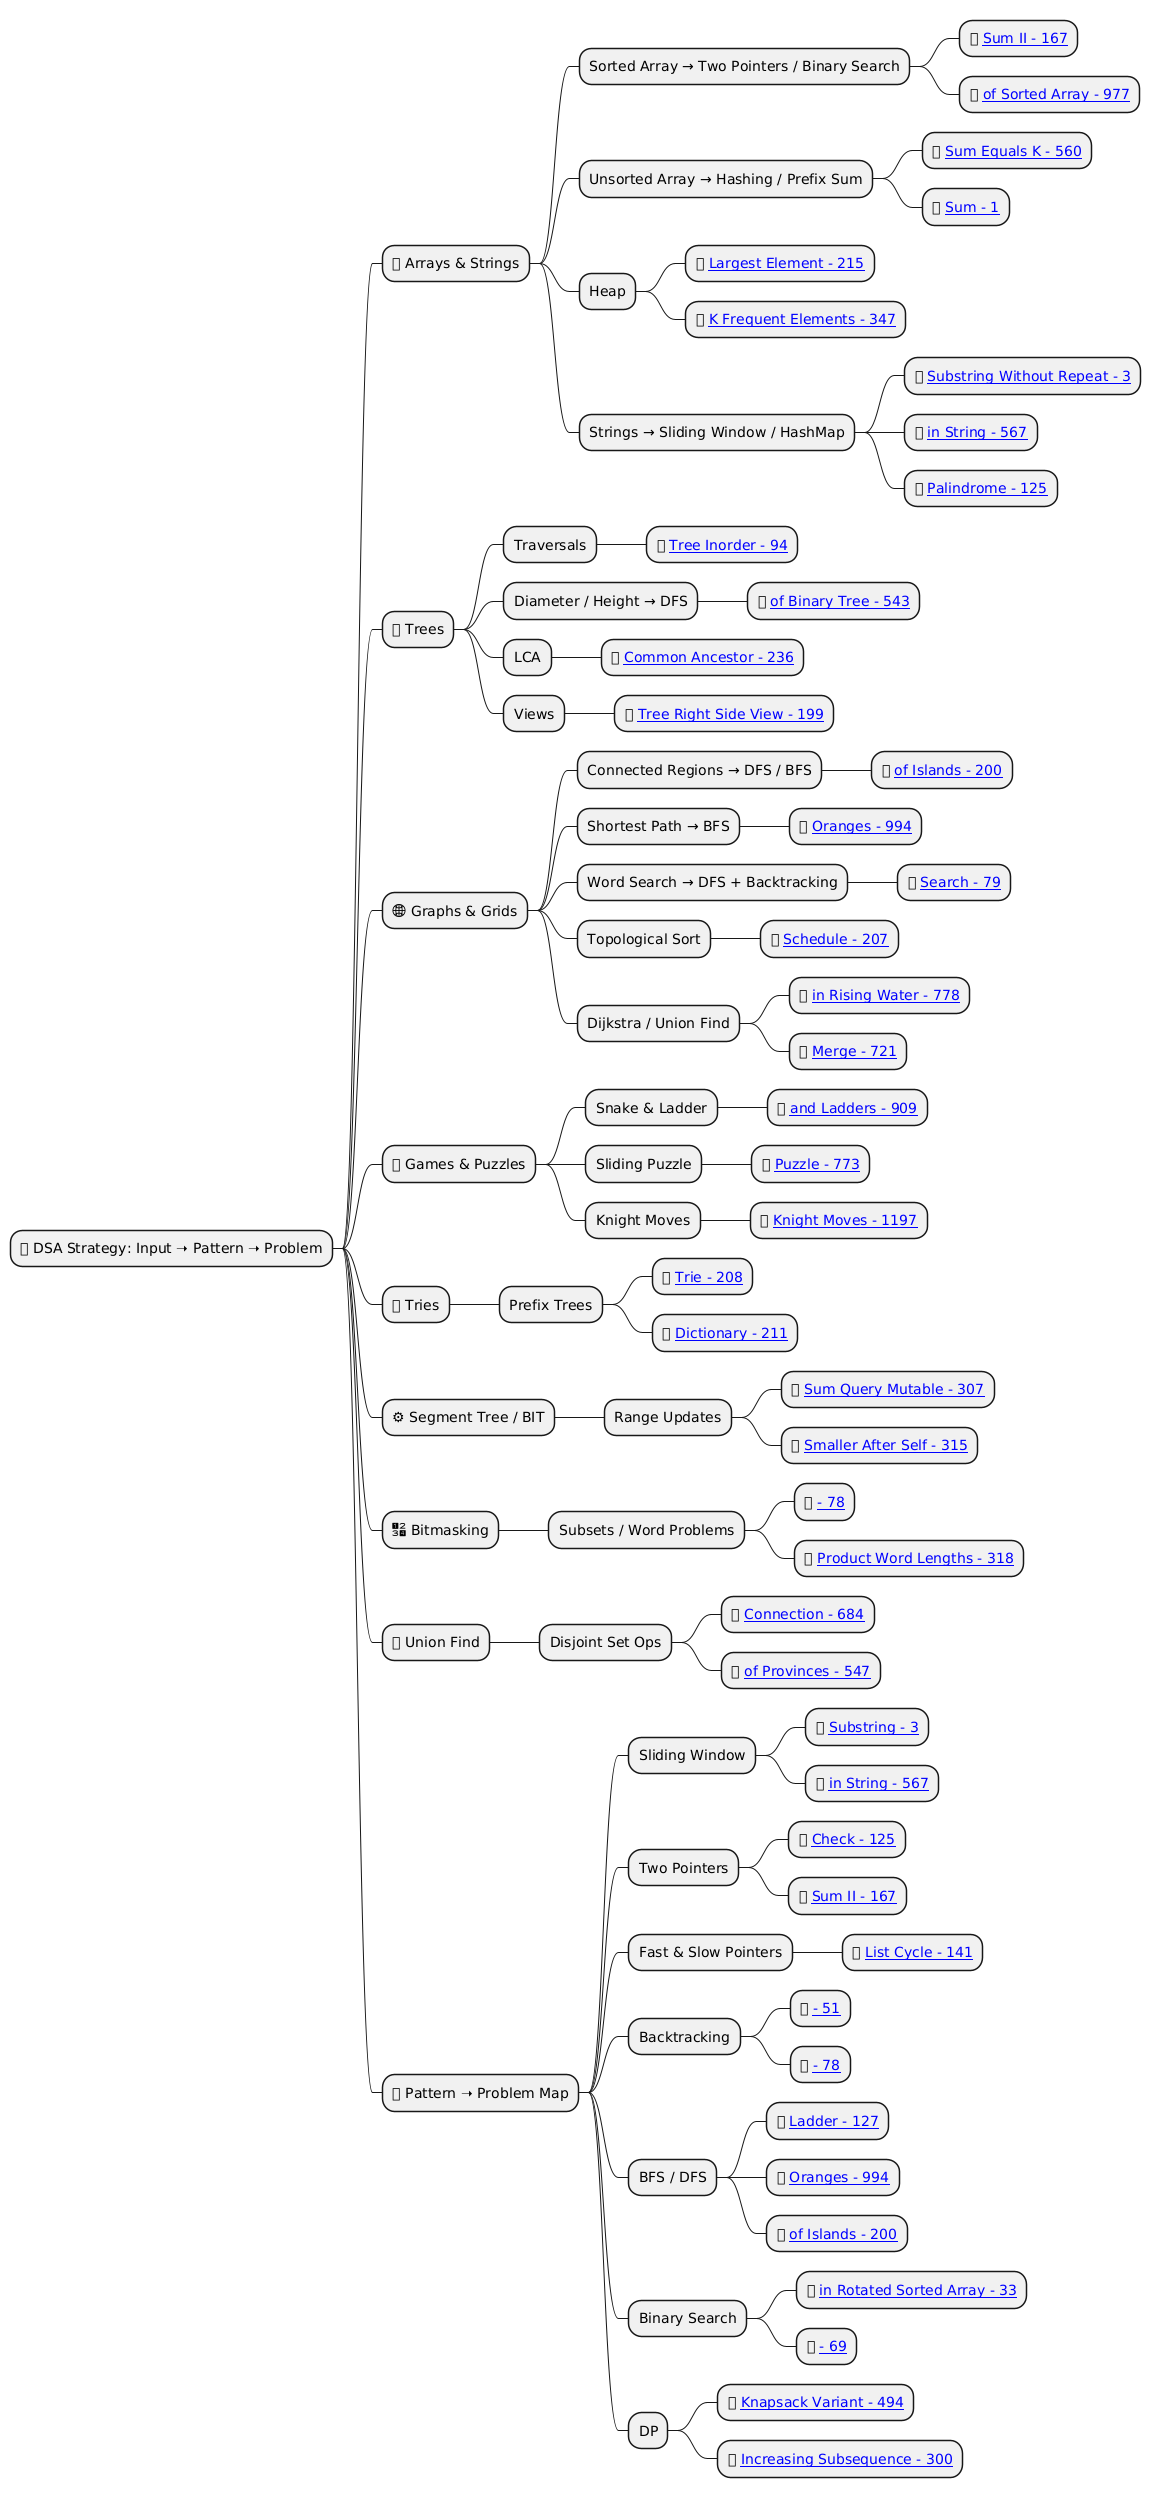 DSA Strategy: Input ➝ Pattern ➝ Problem
Arrays & Strings
Sorted Array → Two Pointers / Binary Search
Sum II - 167
of Sorted Array - 977
Unsorted Array → Hashing / Prefix Sum
Sum Equals K - 560
Sum - 1
Heap
Largest Element - 215
K Frequent Elements - 347
Strings → Sliding Window / HashMap
Substring Without Repeat - 3
in String - 567
Palindrome - 125
Trees
Traversals
Tree Inorder - 94
Diameter / Height → DFS
of Binary Tree - 543
LCA
Common Ancestor - 236
Views
Tree Right Side View - 199
🌐 Graphs & Grids
Connected Regions → DFS / BFS
of Islands - 200
Shortest Path → BFS
Oranges - 994
Word Search → DFS + Backtracking
Search - 79
Topological Sort
Schedule - 207
Dijkstra / Union Find
in Rising Water - 778
Merge - 721
Games & Puzzles
Snake & Ladder
and Ladders - 909
Sliding Puzzle
Puzzle - 773
Knight Moves
Knight Moves - 1197
Tries
Prefix Trees
Trie - 208
Dictionary - 211
⚙ Segment Tree / BIT
Range Updates
Sum Query Mutable - 307
Smaller After Self - 315
🔢 Bitmasking
Subsets / Word Problems
- 78
Product Word Lengths - 318
Union Find
Disjoint Set Ops
Connection - 684
of Provinces - 547
Pattern ➝ Problem Map
Sliding Window
Substring - 3
in String - 567
Two Pointers
Check - 125
Sum II - 167
Fast & Slow Pointers
List Cycle - 141
Backtracking
- 51
- 78
BFS / DFS
Ladder - 127
Oranges - 994
of Islands - 200
Binary Search
in Rotated Sorted Array - 33
- 69
DP
Knapsack Variant - 494
Increasing Subsequence - 300